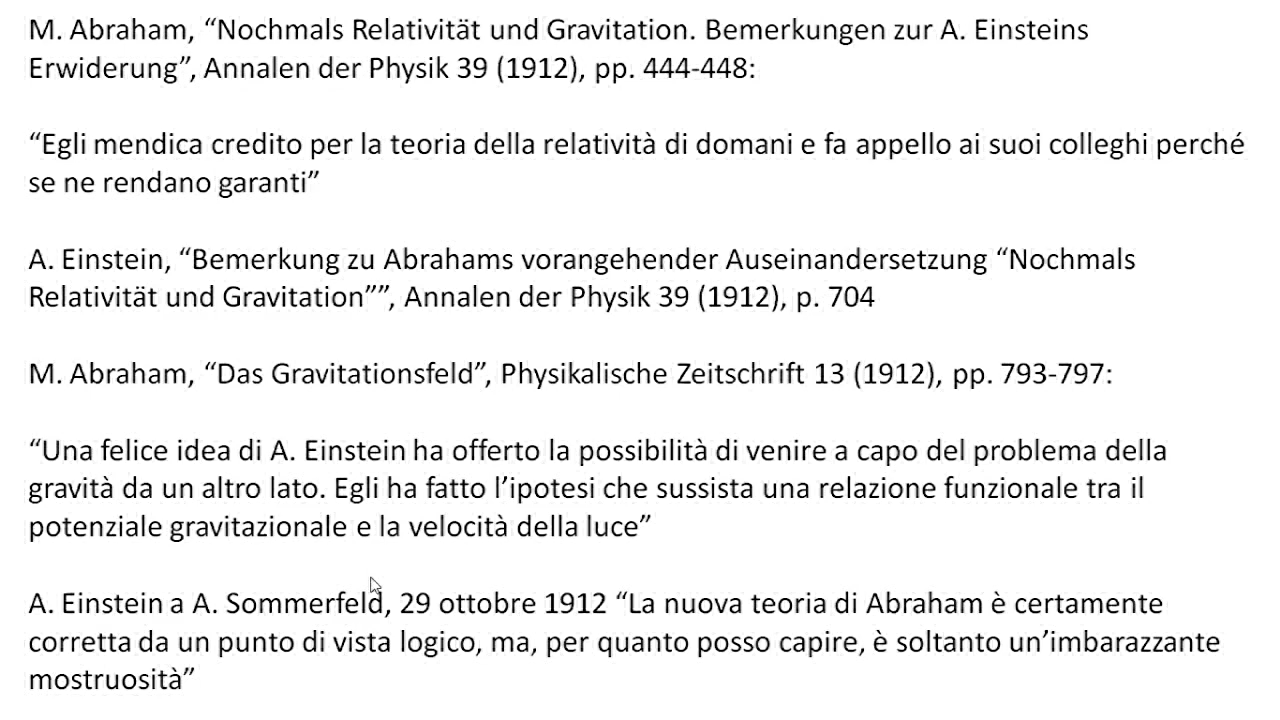 M. Abraham, “Nochmals Relativität und Gravitation. Bemerkungen zur A. Einsteins
Erwiderung”, Annalen der Physik 39 (1912), pp. 444-448:
“Egli mendica credito per la teoria della relatività di domani e fa appello ai suoi colleghi perché
se ne rendano garanti”
A. Einstein, “Bemerkung zu Abrahams vorangehender Auseinandersetzung “Nochmals
Relativität und Gravitation””, Annalen der Physik 39 (1912), p. 704
M. Abraham, “Das Gravitationsfeld”, Physikalische Zeitschrift 13 (1912), pp. 793-797:
“Una felice idea di A. Einstein ha offerto la possibilità di venire a capo del problema della
gravità da un altro lato. Egli ha fatto l’ipotesi che sussista una relazione funzionale tra il
potenziale gravitazionale e la velocità della luce”
A. Einstein a A. Sommerfeld, 29 ottobre 1912 “La nuova teoria di Abraham è certamente
corretta da un punto di vista logico, ma, per quanto posso capire, è soltanto un’imbarazzante
mostruosità”